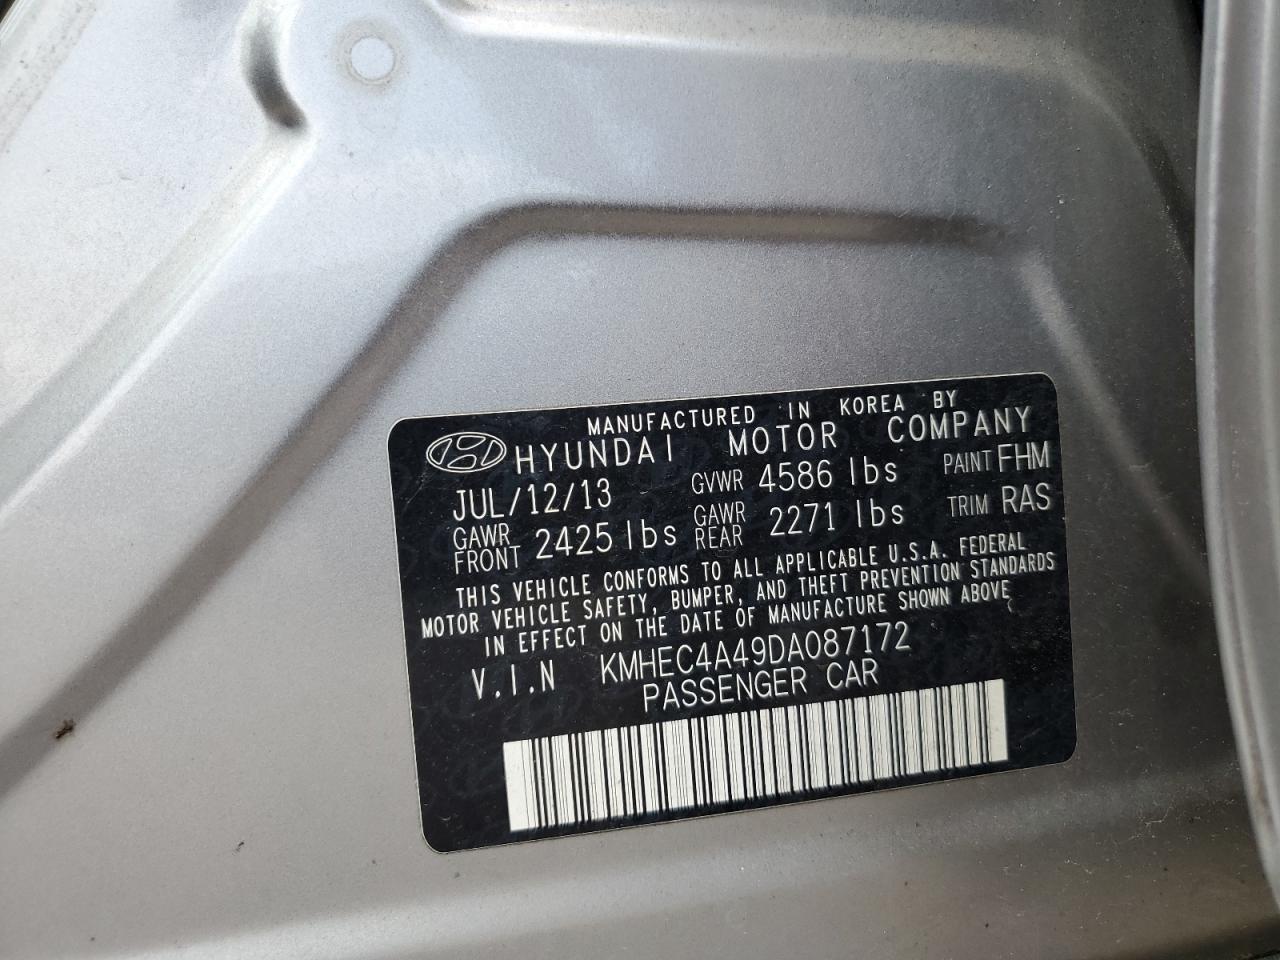 MANUFACTURED IN KOREA BY
HYUNDAI MOTOR COMPANY
JUL/12/13 GVWR 4586 lbs PAINT FHM
GAWR FRONT 2425 lbs GAWR REAR 2271 lbs TRIM RAS
THIS VEHICLE CONFORMS TO ALL APPLICABLE U.S.A. FEDERAL
MOTOR VEHICLE SAFETY, BUMPER, AND THEFT PREVENTION STANDARDS
IN EFFECT ON THE DATE OF MANUFACTURE SHOWN ABOVE
V.I.N KMHEC4A49DA087172
PASSENGER CAR